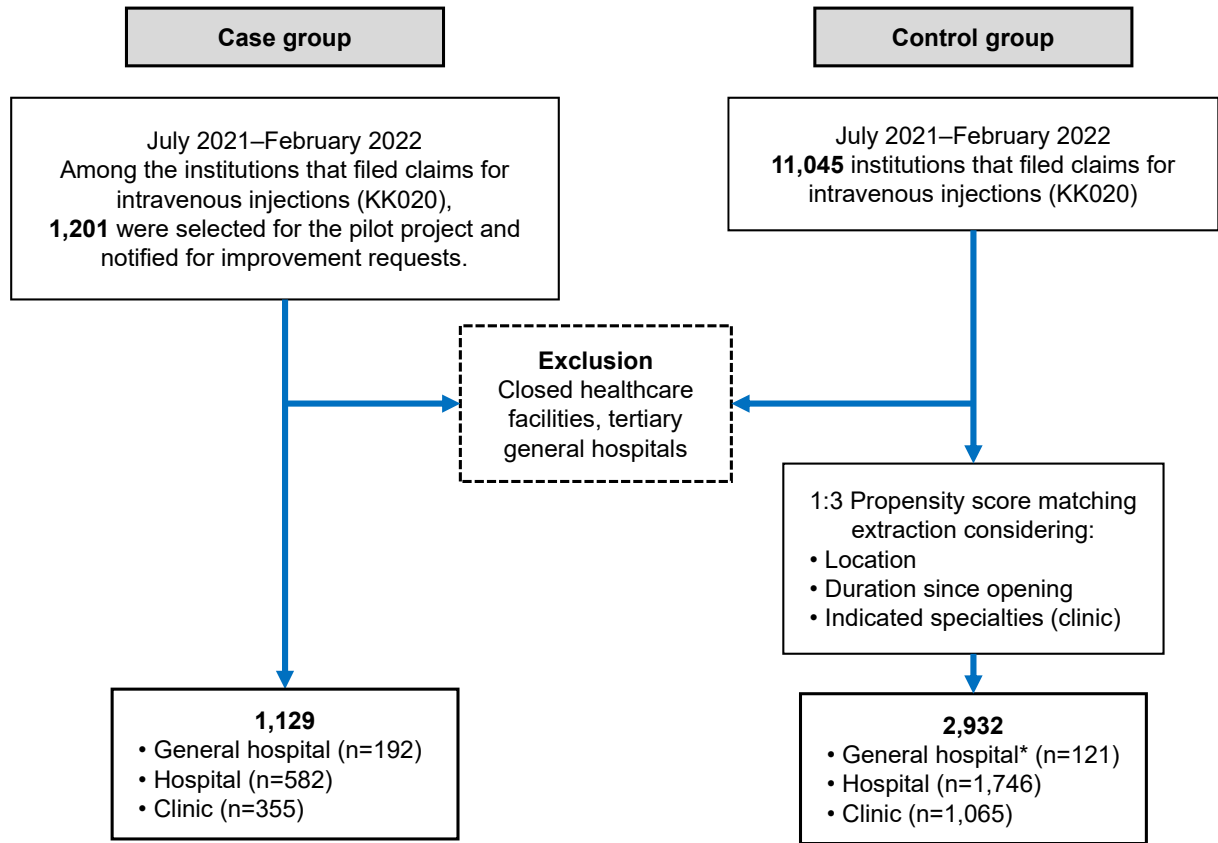 Case group
Control group
July 2021–February 2022
Among the institutions that filed claims for
intravenous injections (KK020),
1,201 were selected for the pilot project and
notified for improvement requests.
July 2021–February 2022
11,045 institutions that filed claims for
intravenous injections (KK020)
Exclusion
Closed healthcare
facilities, tertiary
general hospitals
1:3 Propensity score matching
extraction considering:
• Location
• Duration since opening
• Indicated specialties (clinic)
1,129
• General hospital (n=192)
• Hospital (n=582)
• Clinic (n=355)
2,932
• General hospital* (n=121)
• Hospital (n=1,746)
• Clinic (n=1,065)